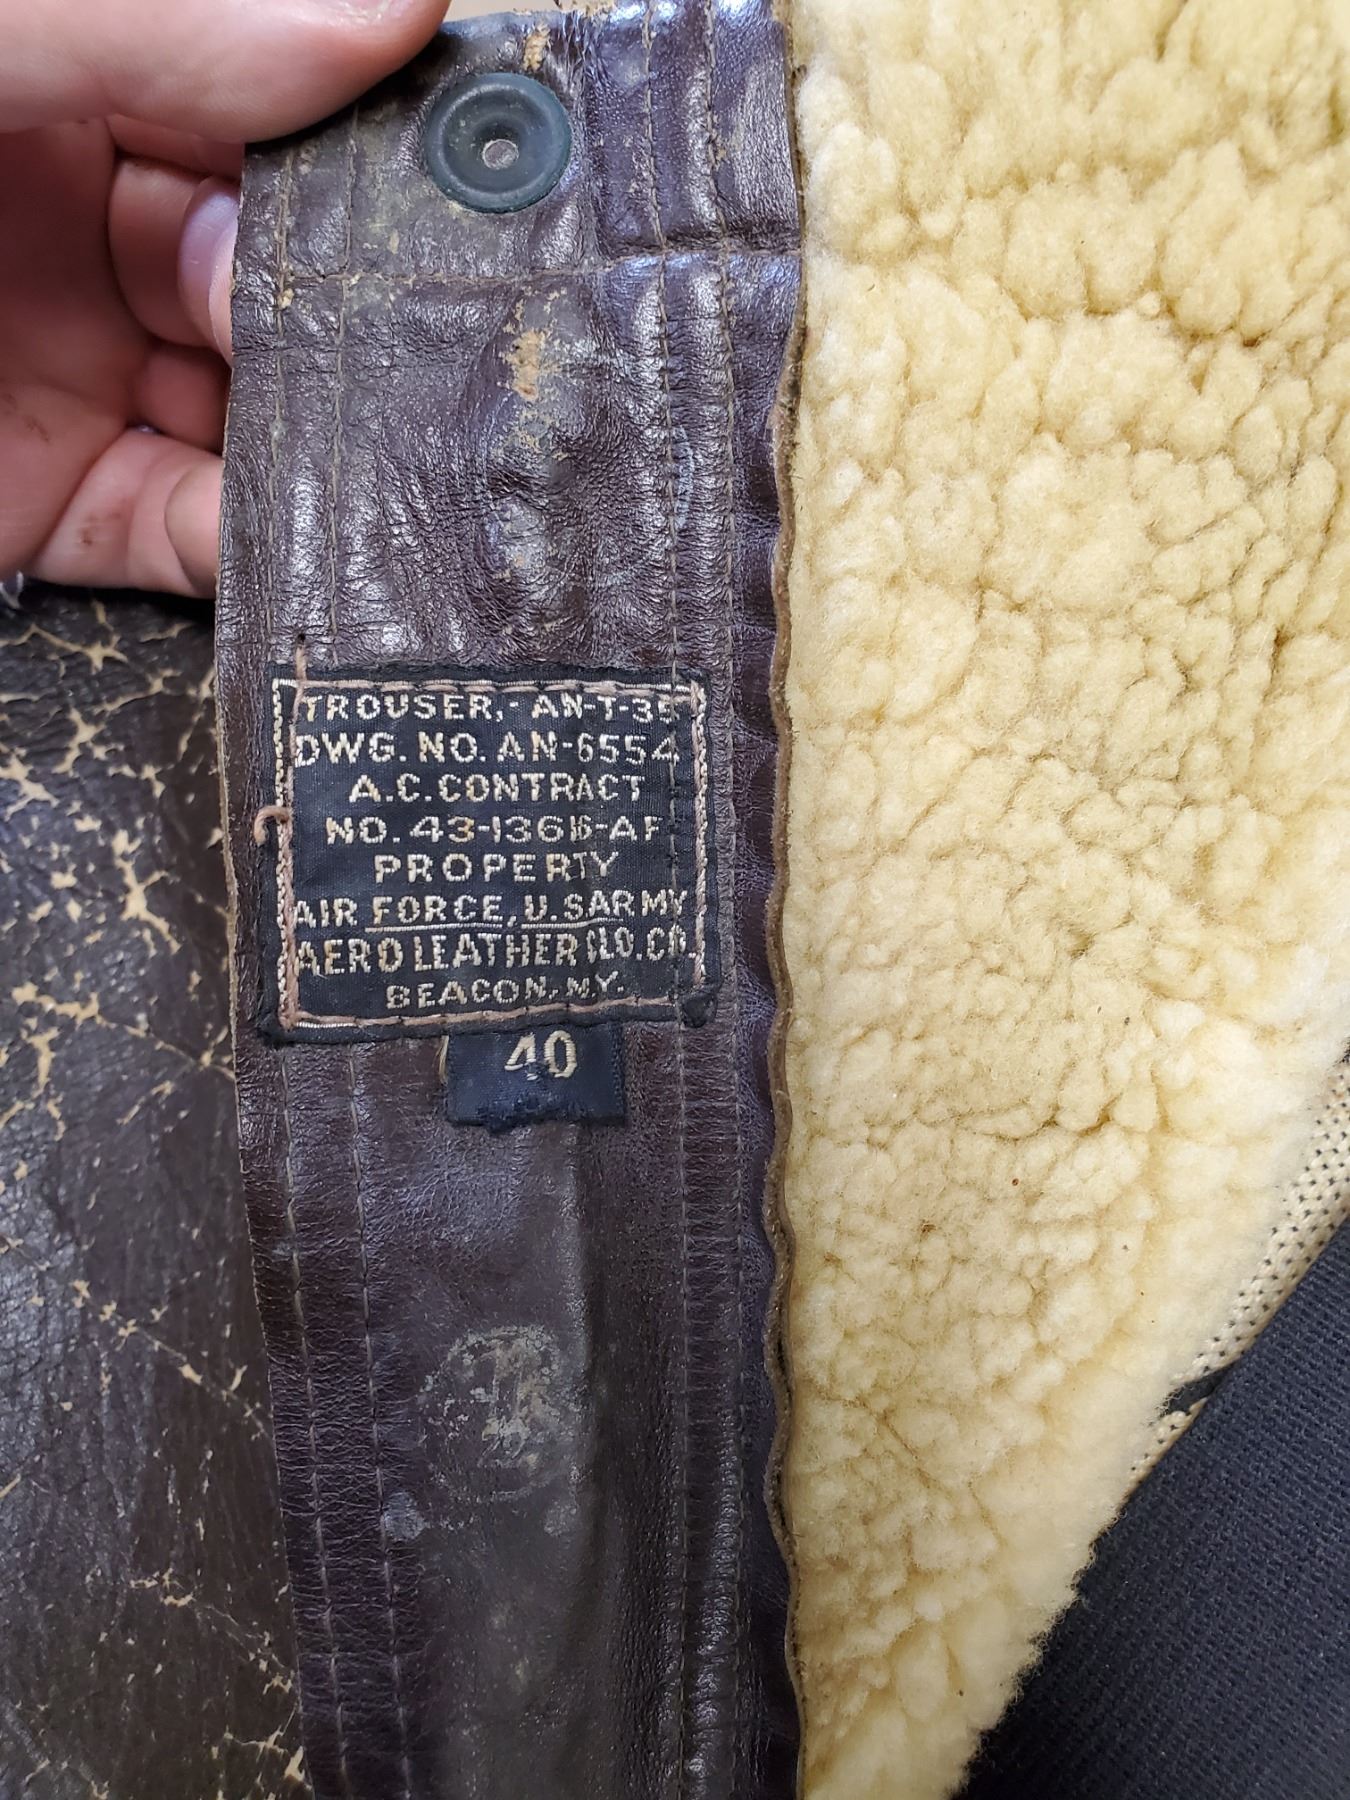 TROUSER,- AN-T-35
DWG. NO. AN-6554
A.C. CONTRACT
NO. 43-13616-AF
PROPERTY
AIR FORCE, U.S. ARMY
AERO LEATHER CLO. CO.
BEACON, N.Y.
40